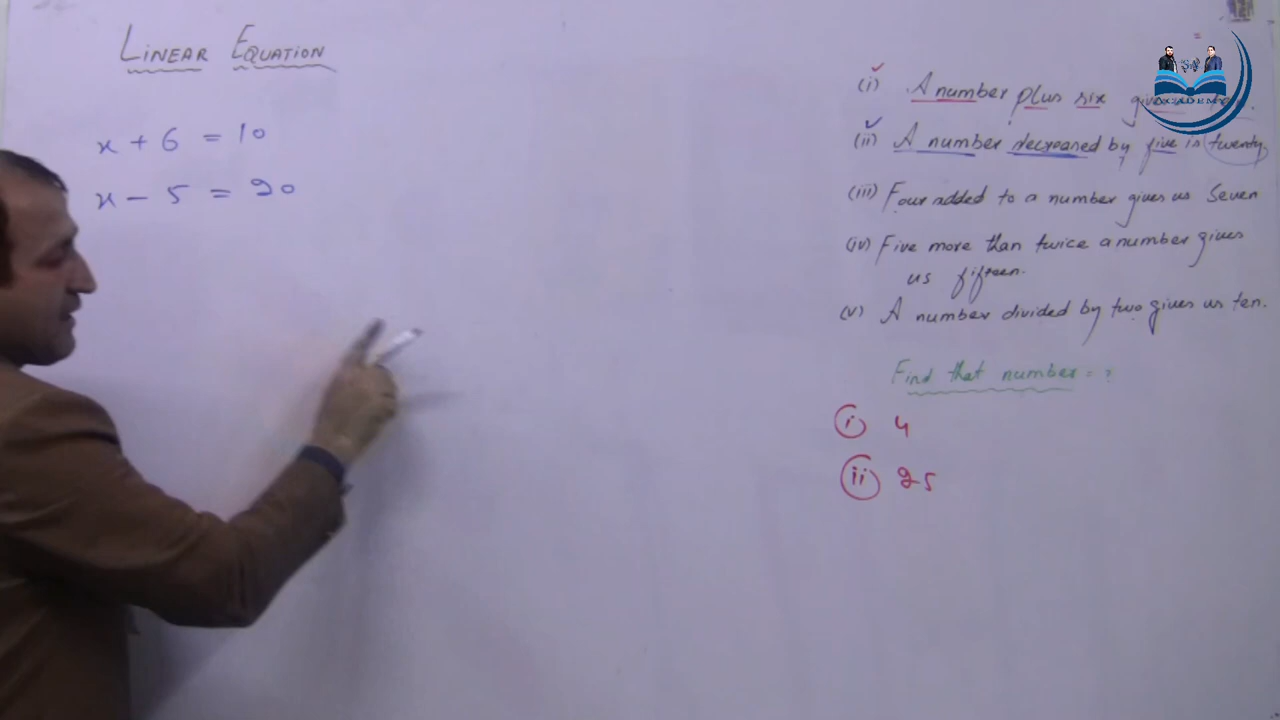 LINEAR EQUATION
x + 6 = 10
x - 5 = 20
(i) A number plus six
(ii) A number decreased by five is twenty.
(iii) Four added to a number gives us Seven
(iv) Five more than twice a number gives
us fifteen.
(v) A number divided by two gives us ten.
Find that number = ?
(i) 4
(ii) 25
ACADEMY